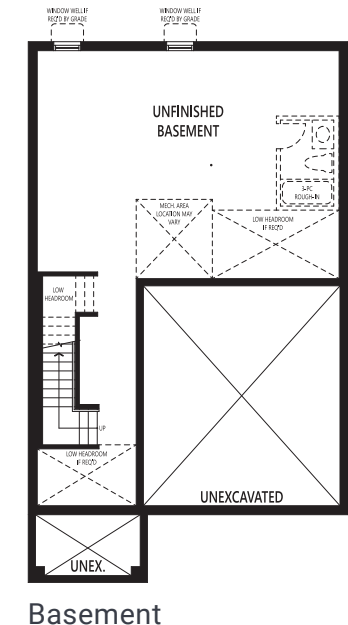 WINDOW WELL IF
REQ'D BY GRADE
WINDOW WELL IF
REQ'D BY GRADE
UNFINISHED
BASEMENT
3-PC
ROUGH-IN
MECH. AREA
LOCATION MAY
VARY
LOW HEADROOM
IF REQ'D
LOW
HEADROOM
UP
LOW HEADROOM
IF REQ'D
UNEXCAVATED
UNEX.
Basement